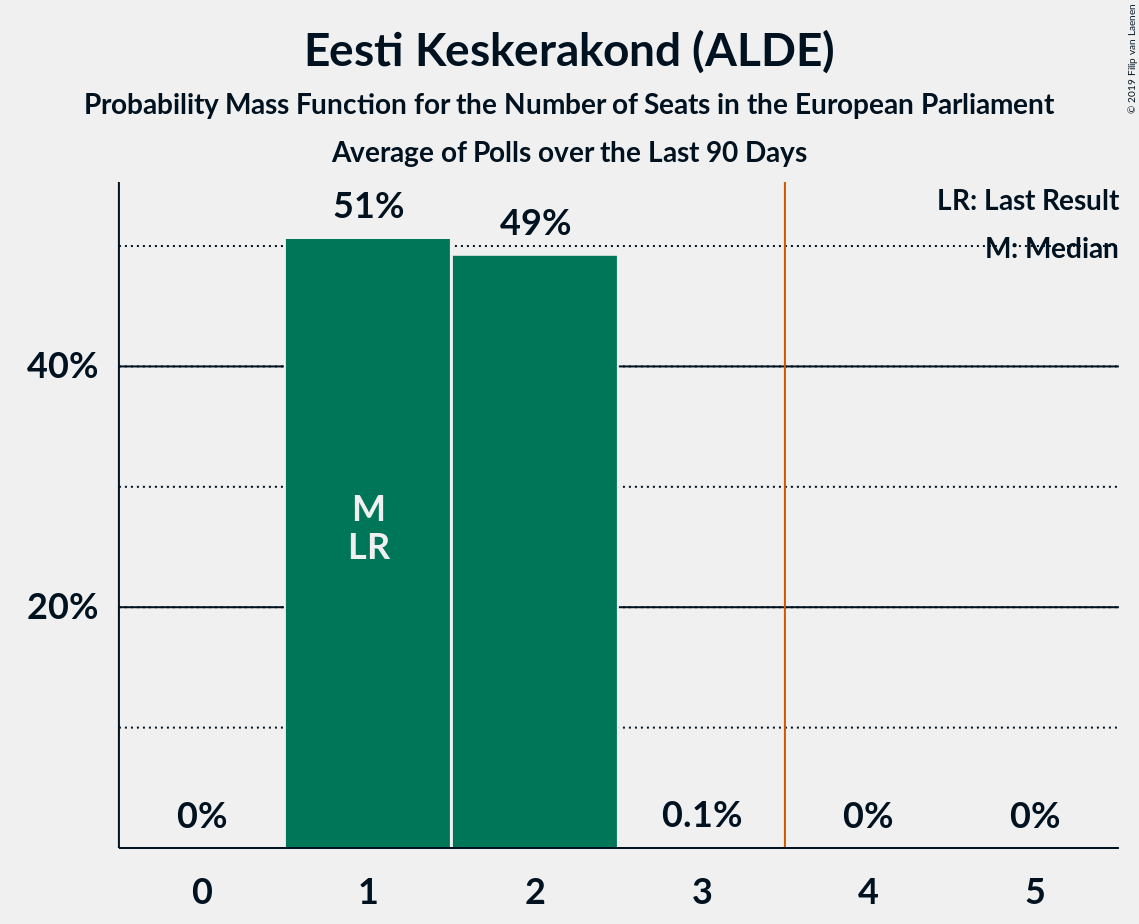 Eesti Keskerakond (ALDE)
Probability Mass Function for the Number of Seats in the European Parliament
Average of Polls over the Last 90 Days
© 2019 Filip van Laenen
LR: Last Result
M: Median
51%
49%
40%
20%
M
LR
0%
0.1%
0%
0%
0
1
2
3
4
5